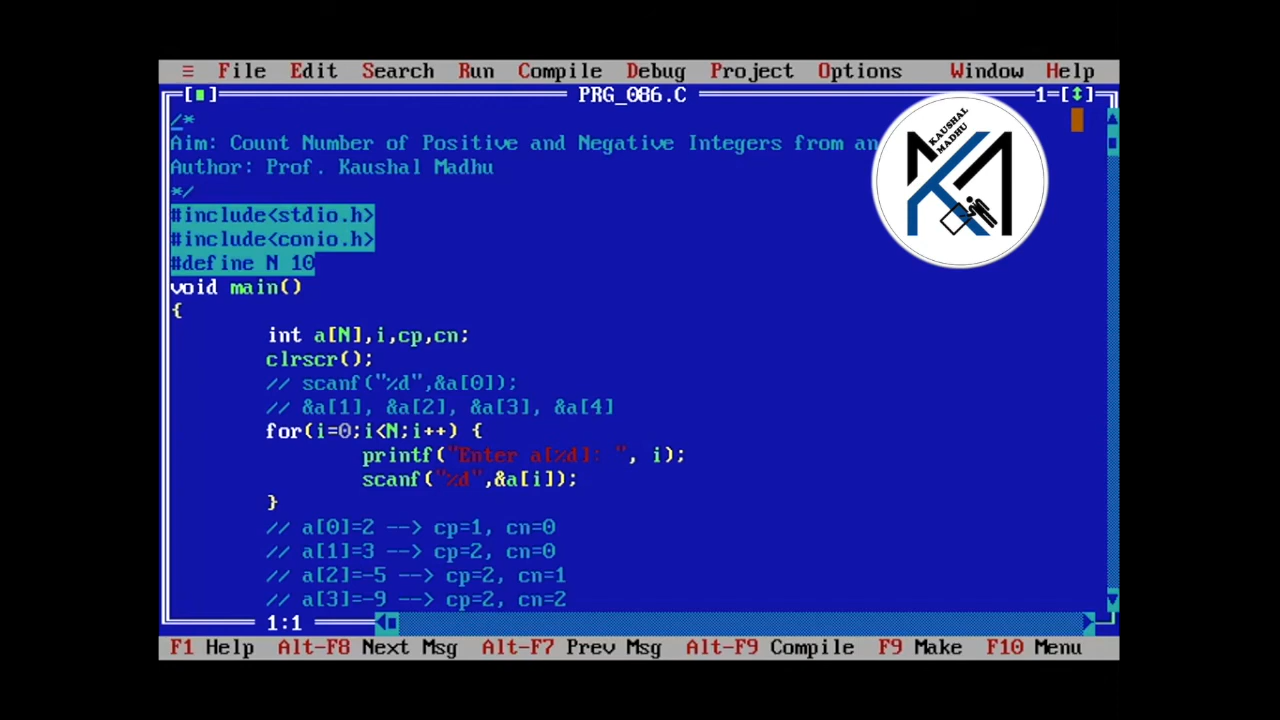 ≡ File Edit Search Run Compile Debug Project Options Window Help
[■] PRG_086.C 1=[↕]
/*
Aim: Count Number of Positive and Negative Integers from an
Author: Prof. Kaushal Madhu
*/
#include<stdio.h>
#include<conio.h>
#define N 10
void main()
{
int a[N],i,cp,cn;
clrscr();
// scanf("%d",&a[0]);
// &a[1], &a[2], &a[3], &a[4]
for(i=0;i<N;i++) {
printf("Enter a[%d]: ", i);
scanf("%d",&a[i]);
}
// a[0]=2 --> cp=1, cn=0
// a[1]=3 --> cp=2, cn=0
// a[2]=-5 --> cp=2, cn=1
// a[3]=-9 --> cp=2, cn=2
1:1
F1 Help Alt-F8 Next Msg Alt-F7 Prev Msg Alt-F9 Compile F9 Make F10 Menu
KAUSHAL
MADHU